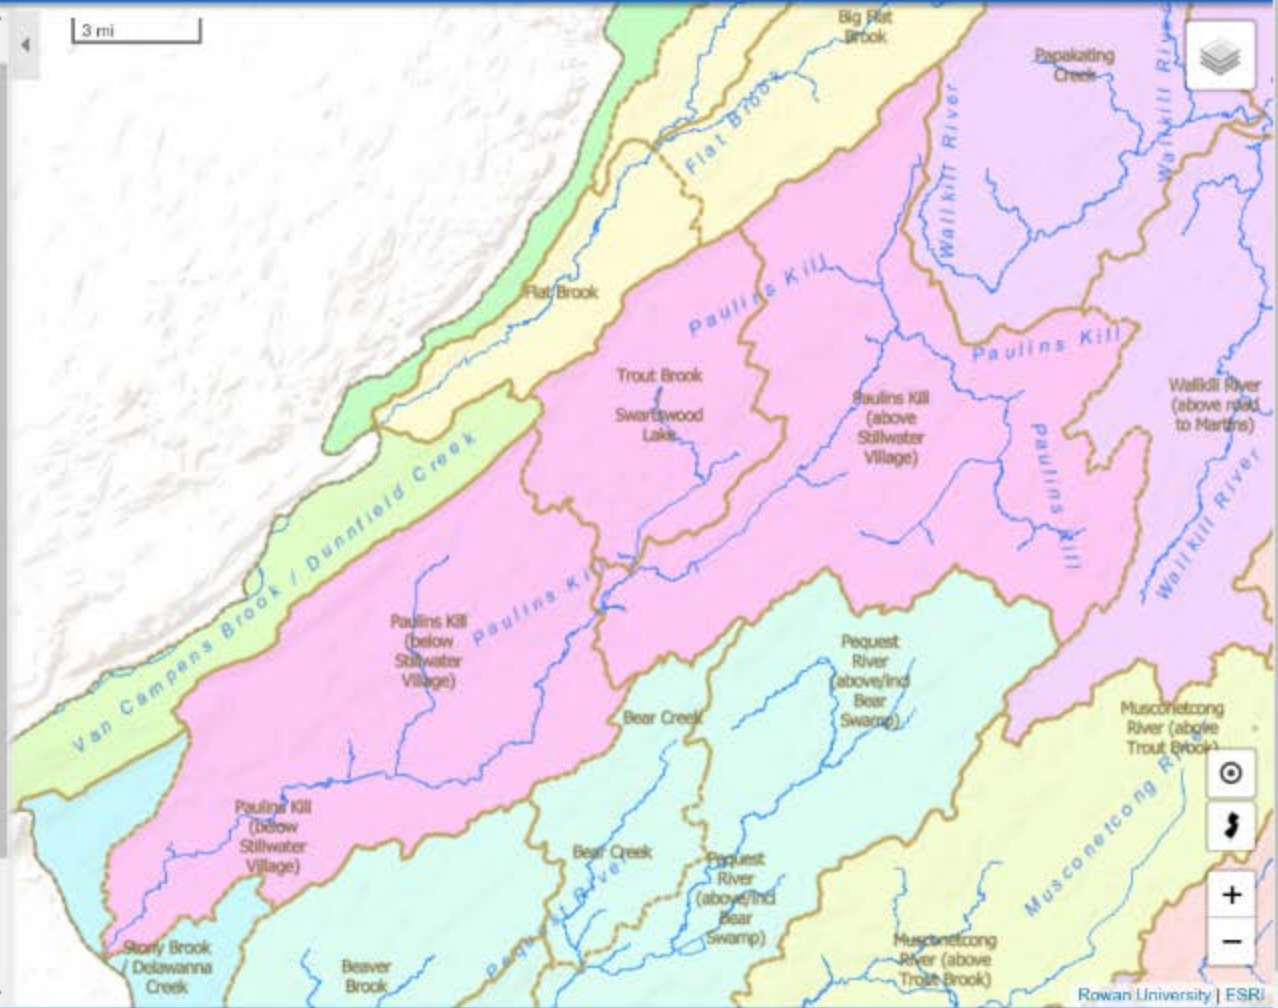 3 mi
Big Flat
Brook
Papakating
Creek
Wallkill River
Flat Brook
Wallkill River
Flat Brook
Paulins Kill
Paulins Kill
Trout Brook
Swartswood
Lake
Paulins Kill
(above
Stillwater
Village)
Wallkill River
(above road
to Martins)
Paulins Kill
Wallkill River
Van Campens Brook / Dunnfield Creek
Paulins Kill
(below
Stillwater
Village)
Paulins Kill
Pequest
River
(above/incl
Bear
Swamp)
Bear Creek
Musconetcong
River (above
Trout Brook)
Musconetcong River
Paulins Kill
(below
Stillwater
Village)
Bear Creek
Pequest River
Pequest
River
(above/incl
Bear
Swamp)
Stony Brook
/ Delawanna
Creek
Beaver
Brook
Musconetcong
River (above
Trout Brook)
+
−
Rowan University | ESRI